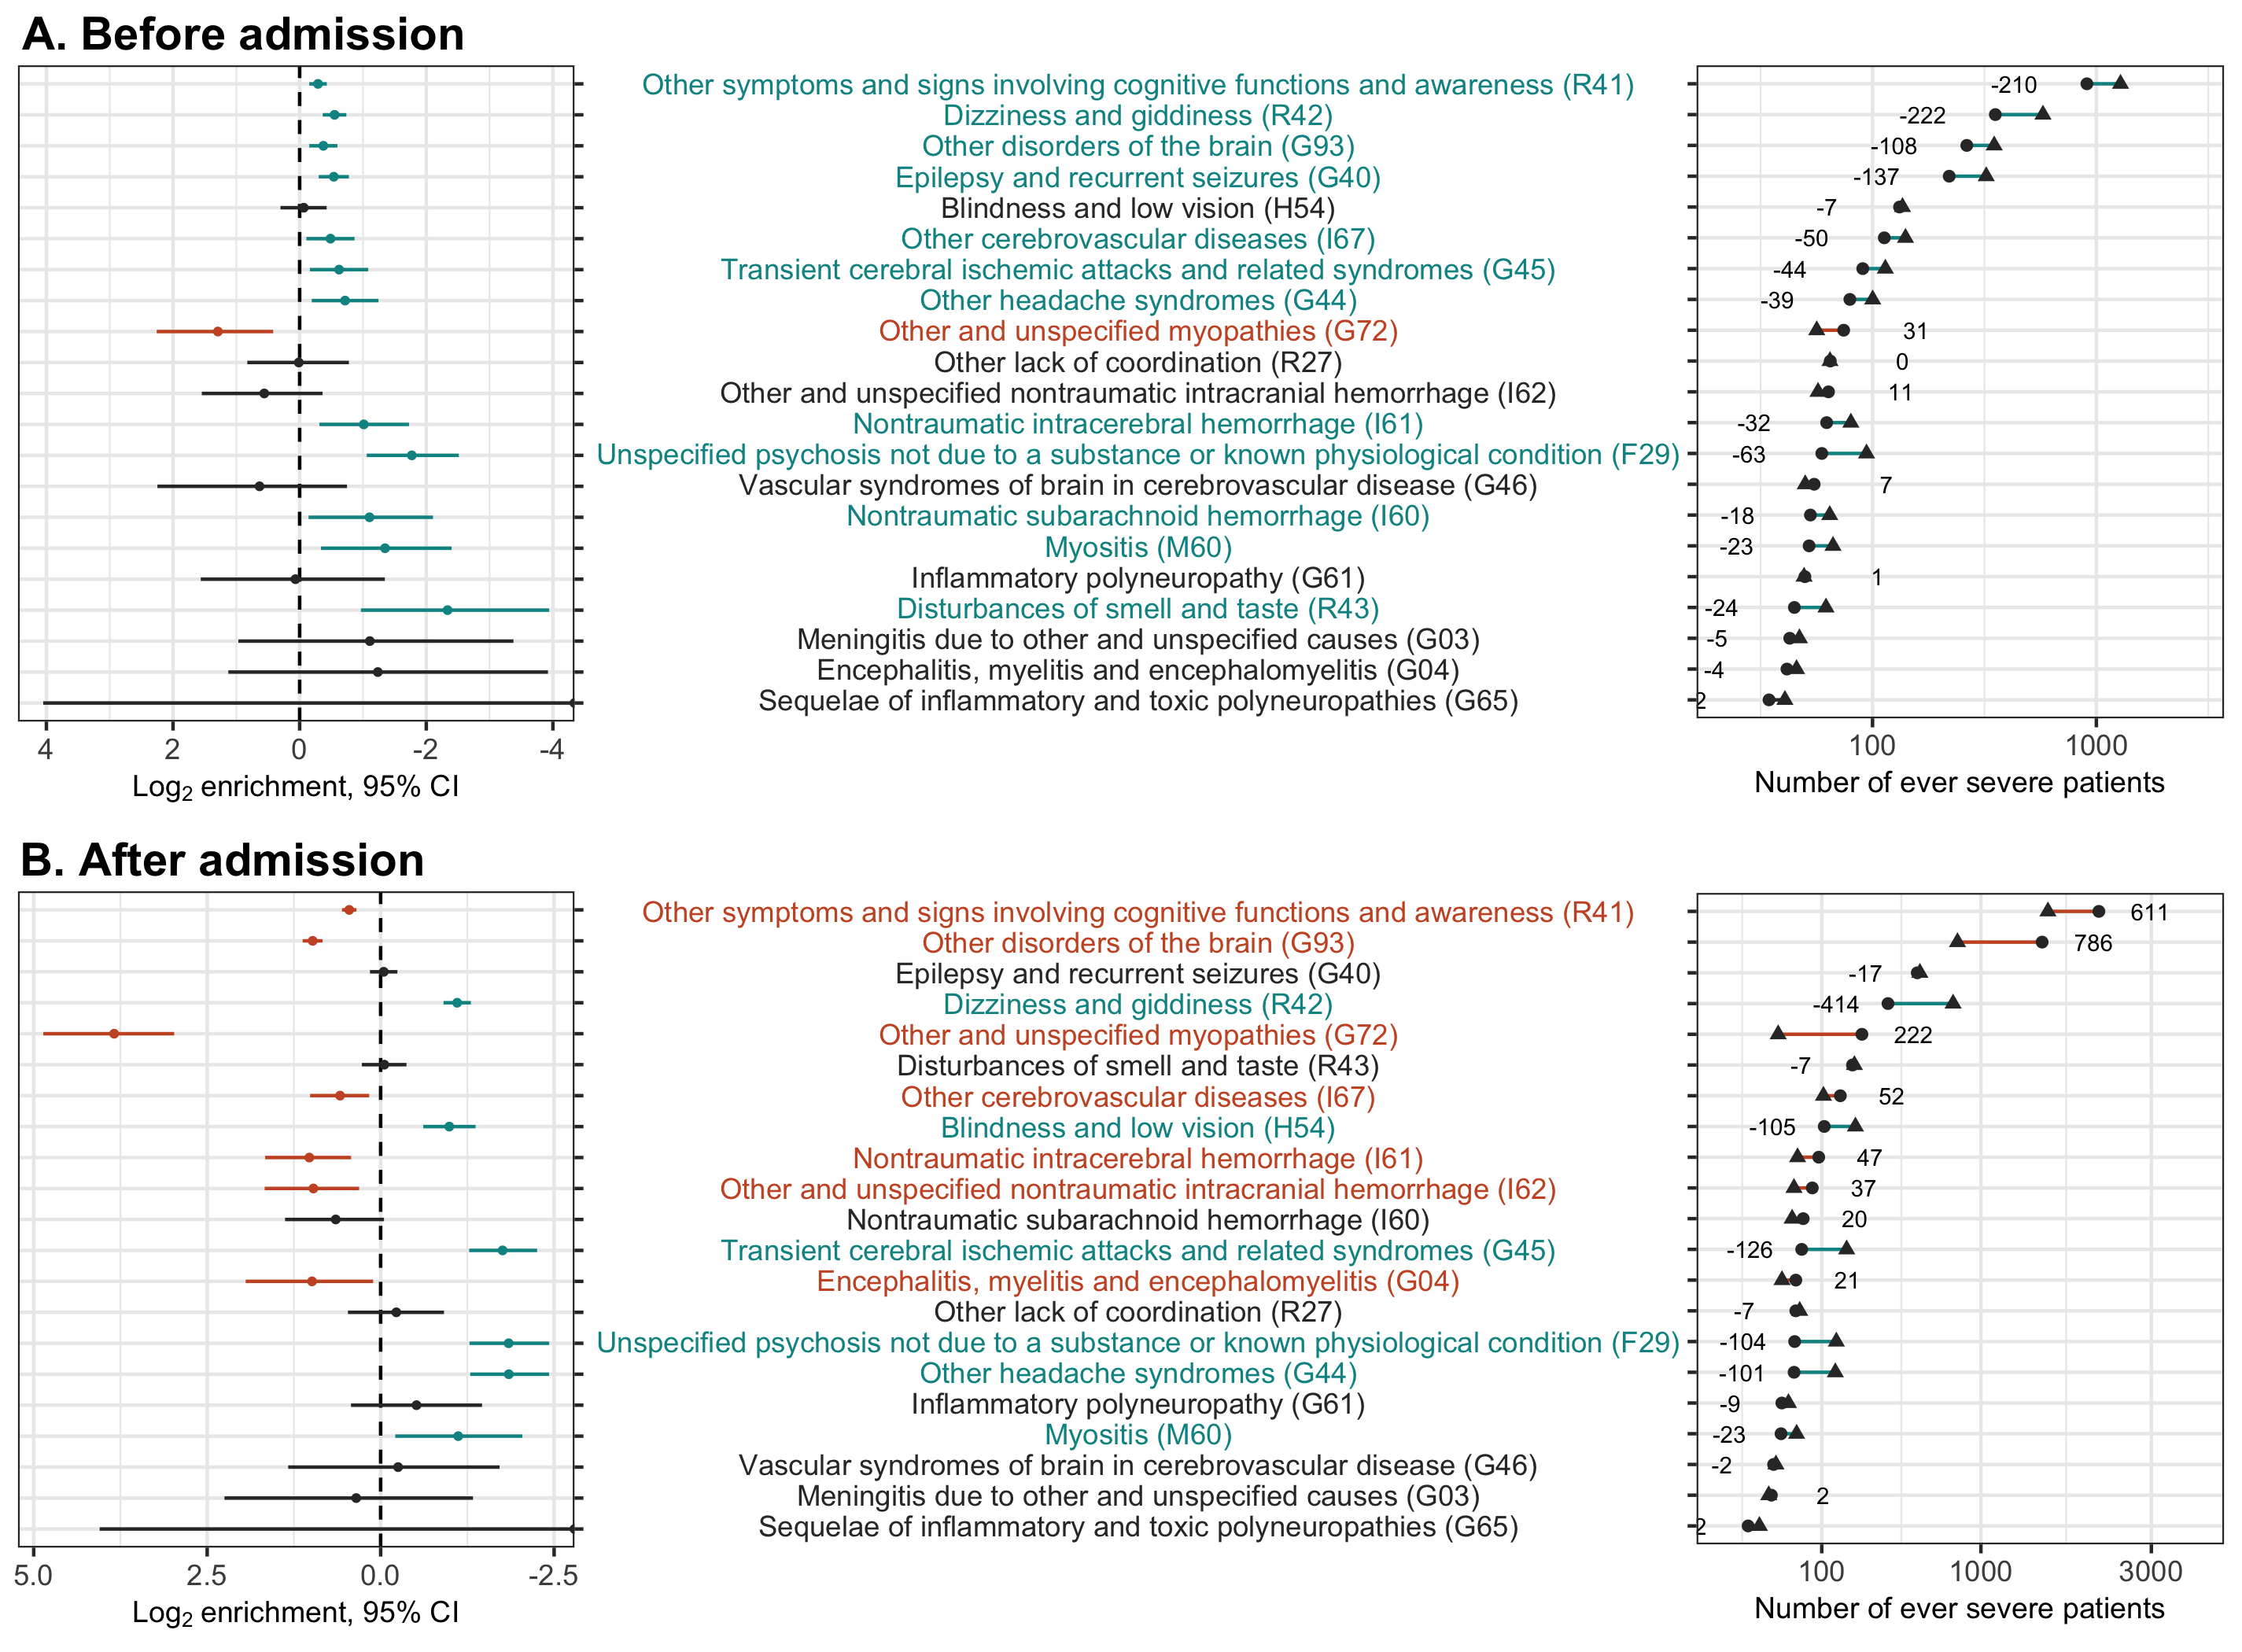 A. Before admission
Other symptoms and signs involving cognitive functions and awareness (R41)
-210
Dizziness and giddiness (R42)
-222
Other disorders of the brain (G93)
-108
Epilepsy and recurrent seizures (G40)
-137
Blindness and low vision (H54)
-7
Other cerebrovascular diseases (I67)
-50
Transient cerebral ischemic attacks and related syndromes (G45)
-44
Other headache syndromes (G44)
-39
Other and unspecified myopathies (G72)
31
Other lack of coordination (R27)
0
Other and unspecified nontraumatic intracranial hemorrhage (I62)
11
Nontraumatic intracerebral hemorrhage (I61)
-32
Unspecified psychosis not due to a substance or known physiological condition (F29)
-63
Vascular syndromes of brain in cerebrovascular disease (G46)
7
Nontraumatic subarachnoid hemorrhage (I60)
-18
Myositis (M60)
-23
Inflammatory polyneuropathy (G61)
1
Disturbances of smell and taste (R43)
-24
Meningitis due to other and unspecified causes (G03)
-5
Encephalitis, myelitis and encephalomyelitis (G04)
-4
Sequelae of inflammatory and toxic polyneuropathies (G65)
2
4 2 0 -2 -4
Log2 enrichment, 95% CI
100 1000
Number of ever severe patients
B. After admission
Other symptoms and signs involving cognitive functions and awareness (R41)
611
Other disorders of the brain (G93)
786
Epilepsy and recurrent seizures (G40)
-17
Dizziness and giddiness (R42)
-414
Other and unspecified myopathies (G72)
222
Disturbances of smell and taste (R43)
-7
Other cerebrovascular diseases (I67)
52
Blindness and low vision (H54)
-105
Nontraumatic intracerebral hemorrhage (I61)
47
Other and unspecified nontraumatic intracranial hemorrhage (I62)
37
Nontraumatic subarachnoid hemorrhage (I60)
20
Transient cerebral ischemic attacks and related syndromes (G45)
-126
Encephalitis, myelitis and encephalomyelitis (G04)
21
Other lack of coordination (R27)
-7
Unspecified psychosis not due to a substance or known physiological condition (F29)
-104
Other headache syndromes (G44)
-101
Inflammatory polyneuropathy (G61)
-9
Myositis (M60)
-23
Vascular syndromes of brain in cerebrovascular disease (G46)
-2
Meningitis due to other and unspecified causes (G03)
2
Sequelae of inflammatory and toxic polyneuropathies (G65)
2
5.0 2.5 0.0 -2.5
Log2 enrichment, 95% CI
100 1000 3000
Number of ever severe patients